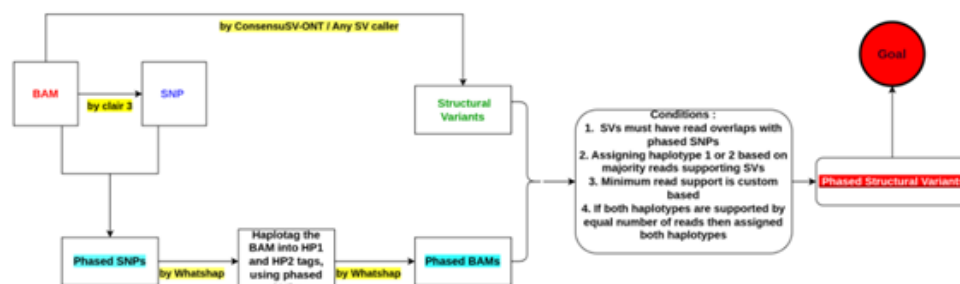 by ConsensuSV-ONT / Any SV caller
Goal
BAM
by clair 3
SNP
Structural
Variants
Conditions :
1. SVs must have read overlaps with
phased SNPs
2. Assigning haplotype 1 or 2 based on
majority reads supporting SVs
3. Minimum read support is custom
based
4. If both haplotypes are supported by
equal number of reads then assigned
both haplotypes
Phased Structural Variants
Phased SNPs
by Whatshap
Haplotag the
BAM into HP1
and HP2 tags,
using phased
by Whatshap
Phased BAMs